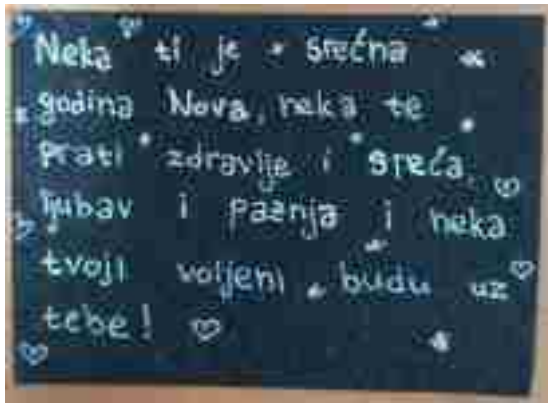 Neka ti je srećna
godina Nova, neka te
prati zdravlje i sreća,
ljubav i pažnja i neka
tvoji voljeni budu uz
tebe!